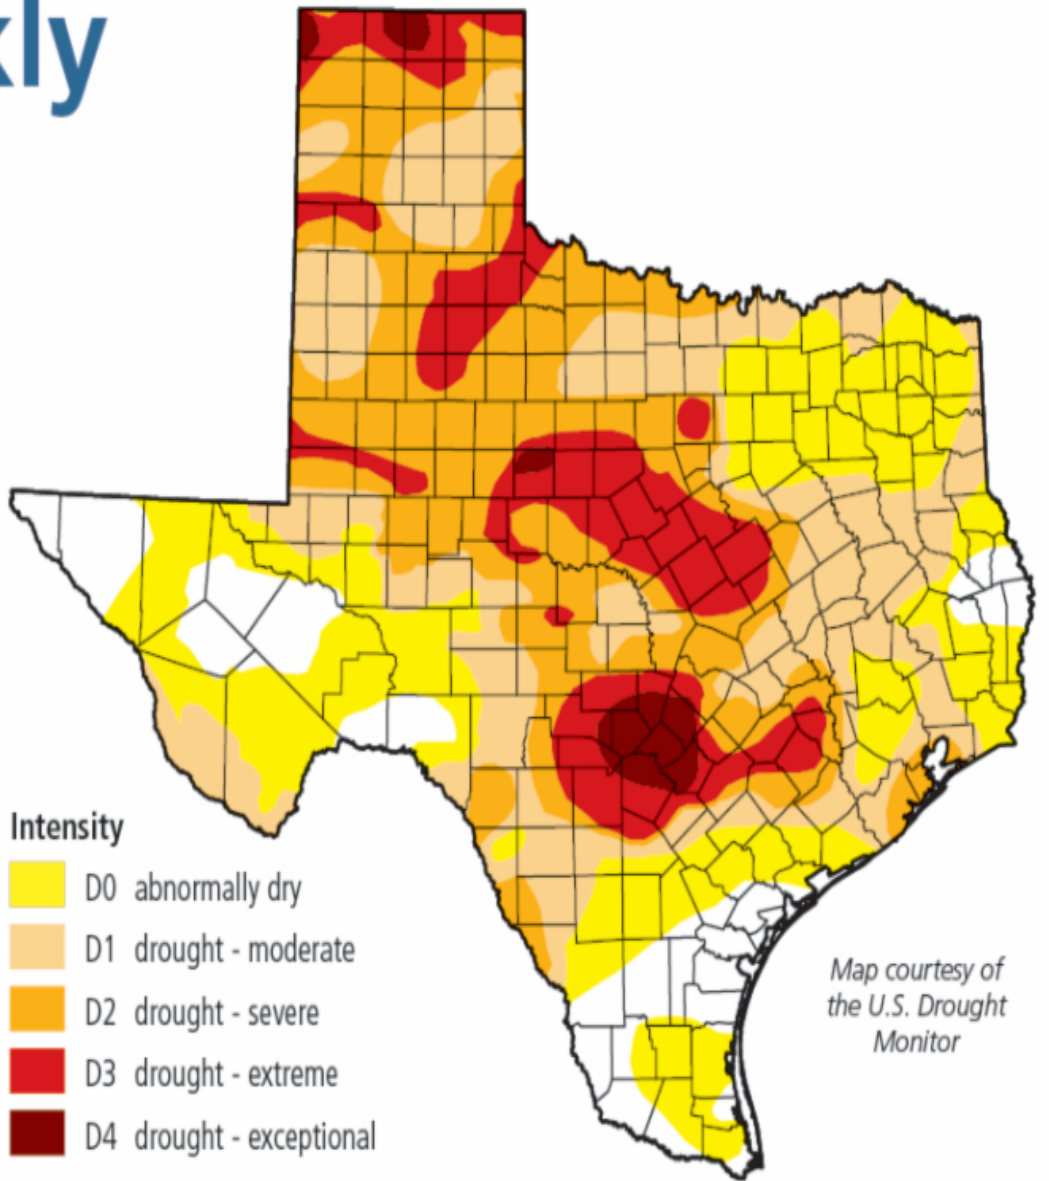 kly
Intensity
D0 abnormally dry
D1 drought - moderate
D2 drought - severe
D3 drought - extreme
D4 drought - exceptional
Map courtesy of
the U.S. Drought
Monitor